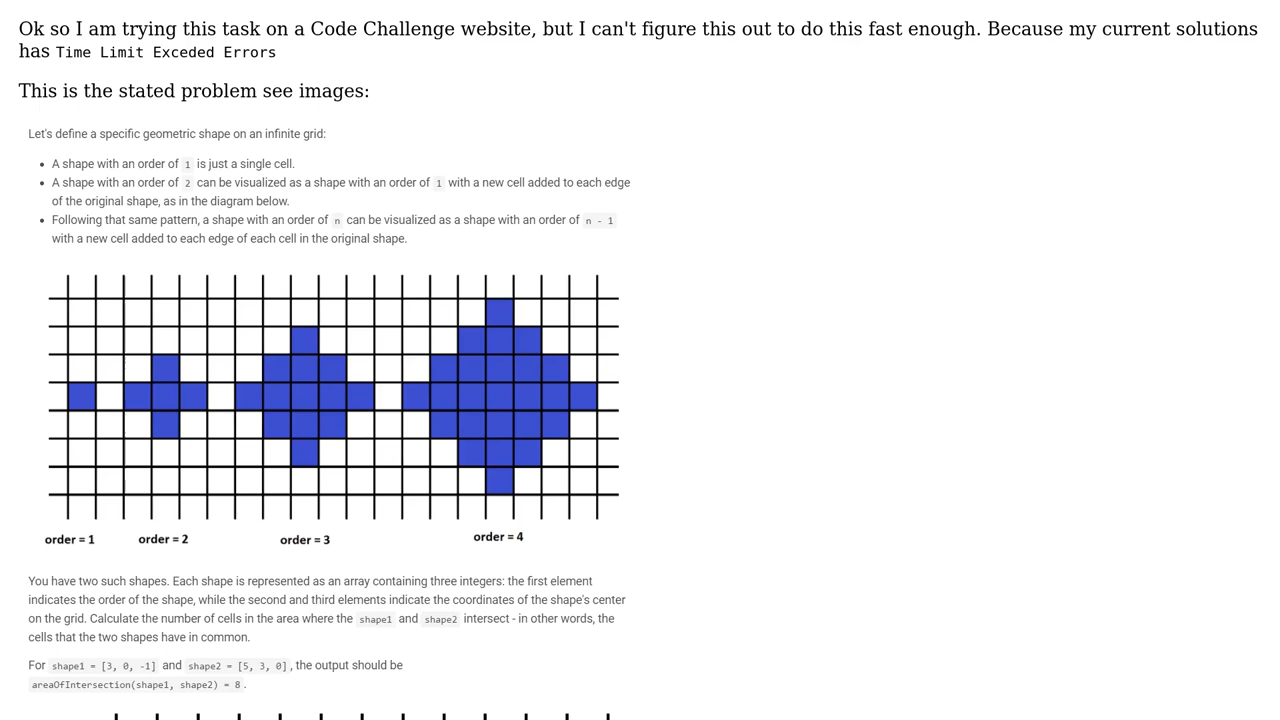 Ok so I am trying this task on a Code Challenge website, but I can't figure this out to do this fast enough. Because my current solutions
has Time Limit Exceded Errors
This is the stated problem see images:
Let's define a specific geometric shape on an infinite grid:
• A shape with an order of 1 is just a single cell.
• A shape with an order of 2 can be visualized as a shape with an order of 1 with a new cell added to each edge
of the original shape, as in the diagram below.
• Following that same pattern, a shape with an order of n can be visualized as a shape with an order of n - 1
with a new cell added to each edge of each cell in the original shape.
order = 1 order = 2 order = 3 order = 4
You have two such shapes. Each shape is represented as an array containing three integers: the first element
indicates the order of the shape, while the second and third elements indicate the coordinates of the shape's center
on the grid. Calculate the number of cells in the area where the shape1 and shape2 intersect - in other words, the
cells that the two shapes have in common.
For shape1 = [3, 0, -1] and shape2 = [5, 3, 0], the output should be
areaOfIntersection(shape1, shape2) = 8.